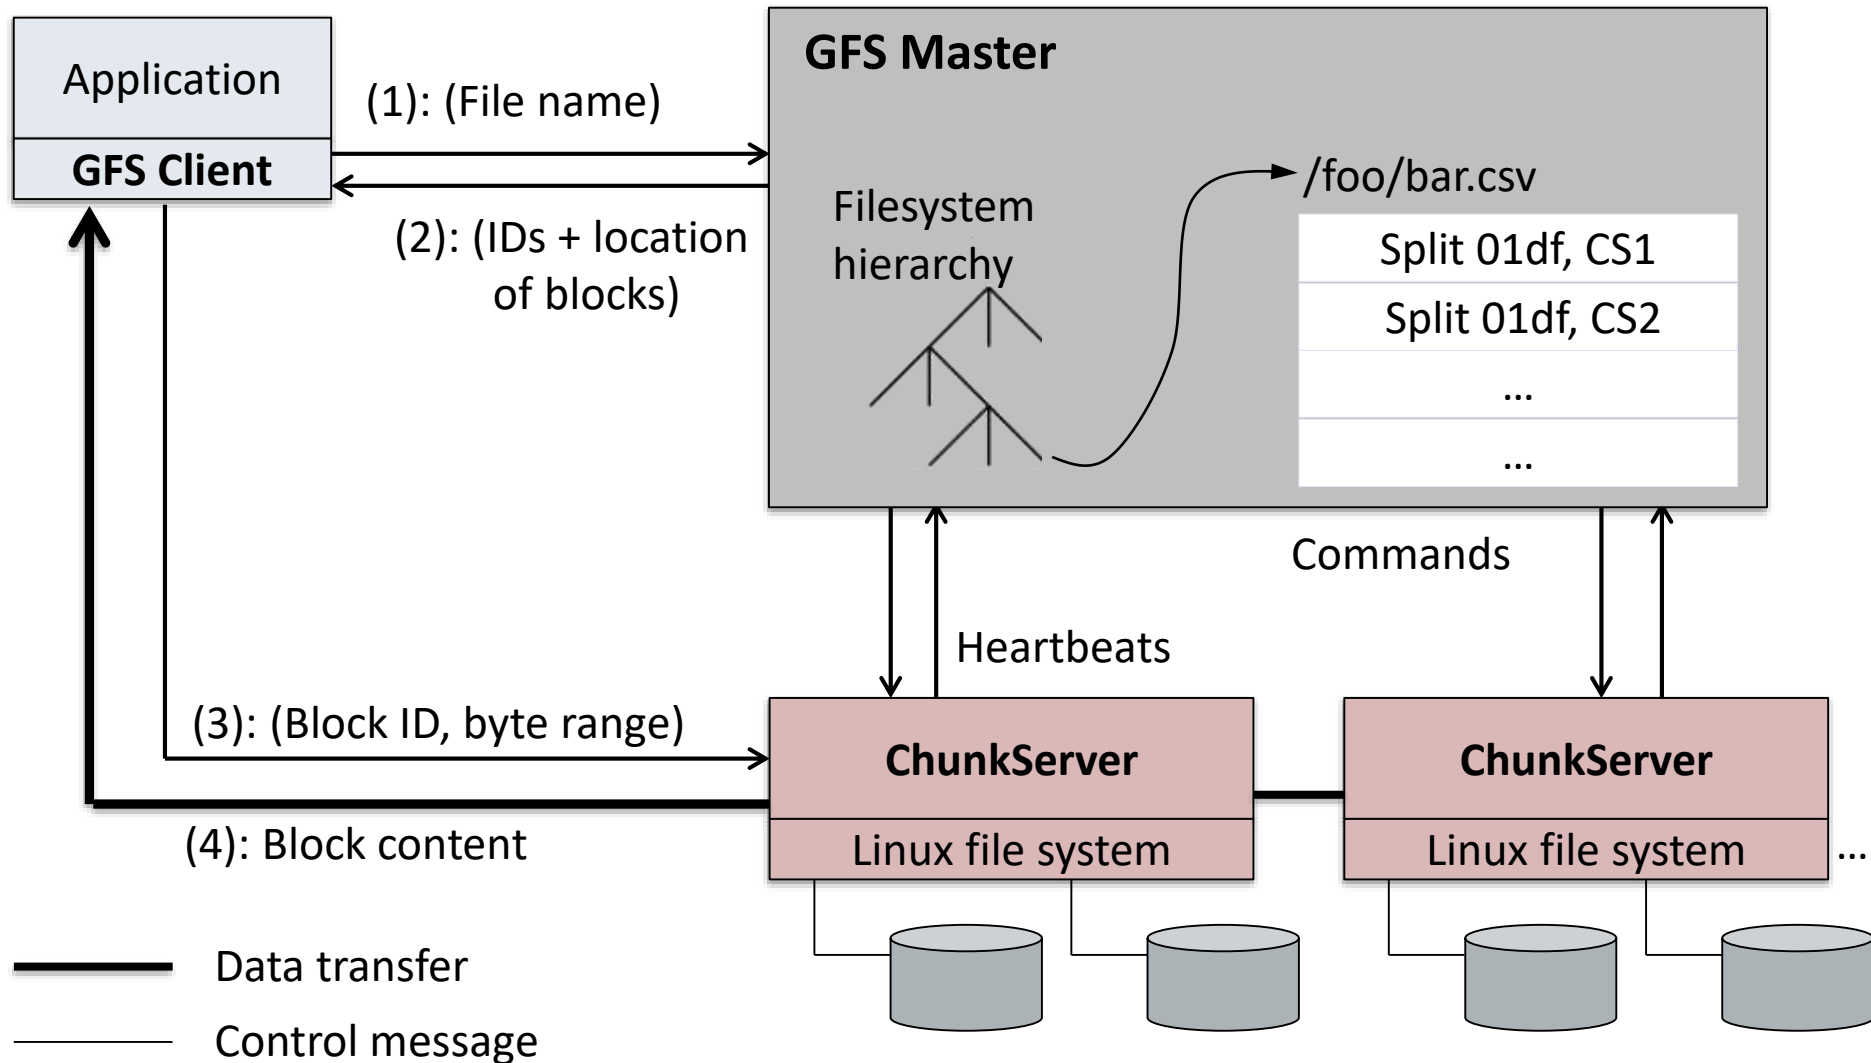 Application
GFS Client
(1): (File name)
(2): (IDs + location
of blocks)
GFS Master
Filesystem
hierarchy
/foo/bar.csv
Split 01df, CS1
Split 01df, CS2
...
...
Commands
Heartbeats
(3): (Block ID, byte range)
(4): Block content
ChunkServer
Linux file system
ChunkServer
Linux file system
...
Data transfer
Control message